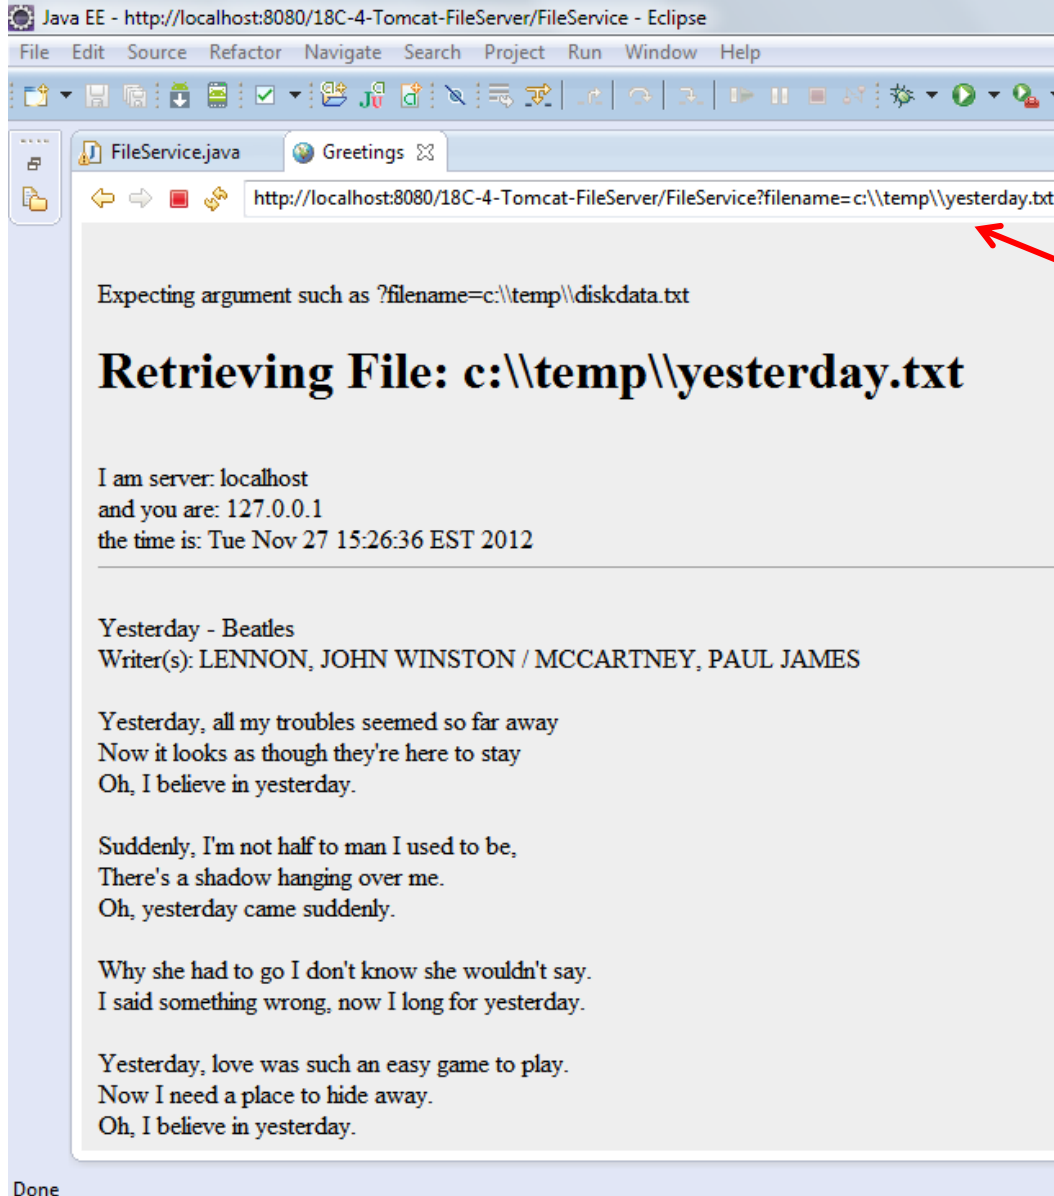 Java EE - http://localhost:8080/18C-4-Tomcat-FileServer/FileService - Eclipse
File Edit Source Refactor Navigate Search Project Run Window Help
FileService.java Greetings
http://localhost:8080/18C-4-Tomcat-FileServer/FileService?filename=c:\\temp\\yesterday.txt
Expecting argument such as ?filename=c:\\temp\\diskdata.txt
Retrieving File: c:\\temp\\yesterday.txt
I am server: localhost
and you are: 127.0.0.1
the time is: Tue Nov 27 15:26:36 EST 2012
Yesterday - Beatles
Writer(s): LENNON, JOHN WINSTON / MCCARTNEY, PAUL JAMES
Yesterday, all my troubles seemed so far away
Now it looks as though they're here to stay
Oh, I believe in yesterday.
Suddenly, I'm not half to man I used to be,
There's a shadow hanging over me.
Oh, yesterday came suddenly.
Why she had to go I don't know she wouldn't say.
I said something wrong, now I long for yesterday.
Yesterday, love was such an easy game to play.
Now I need a place to hide away.
Oh, I believe in yesterday.
Done